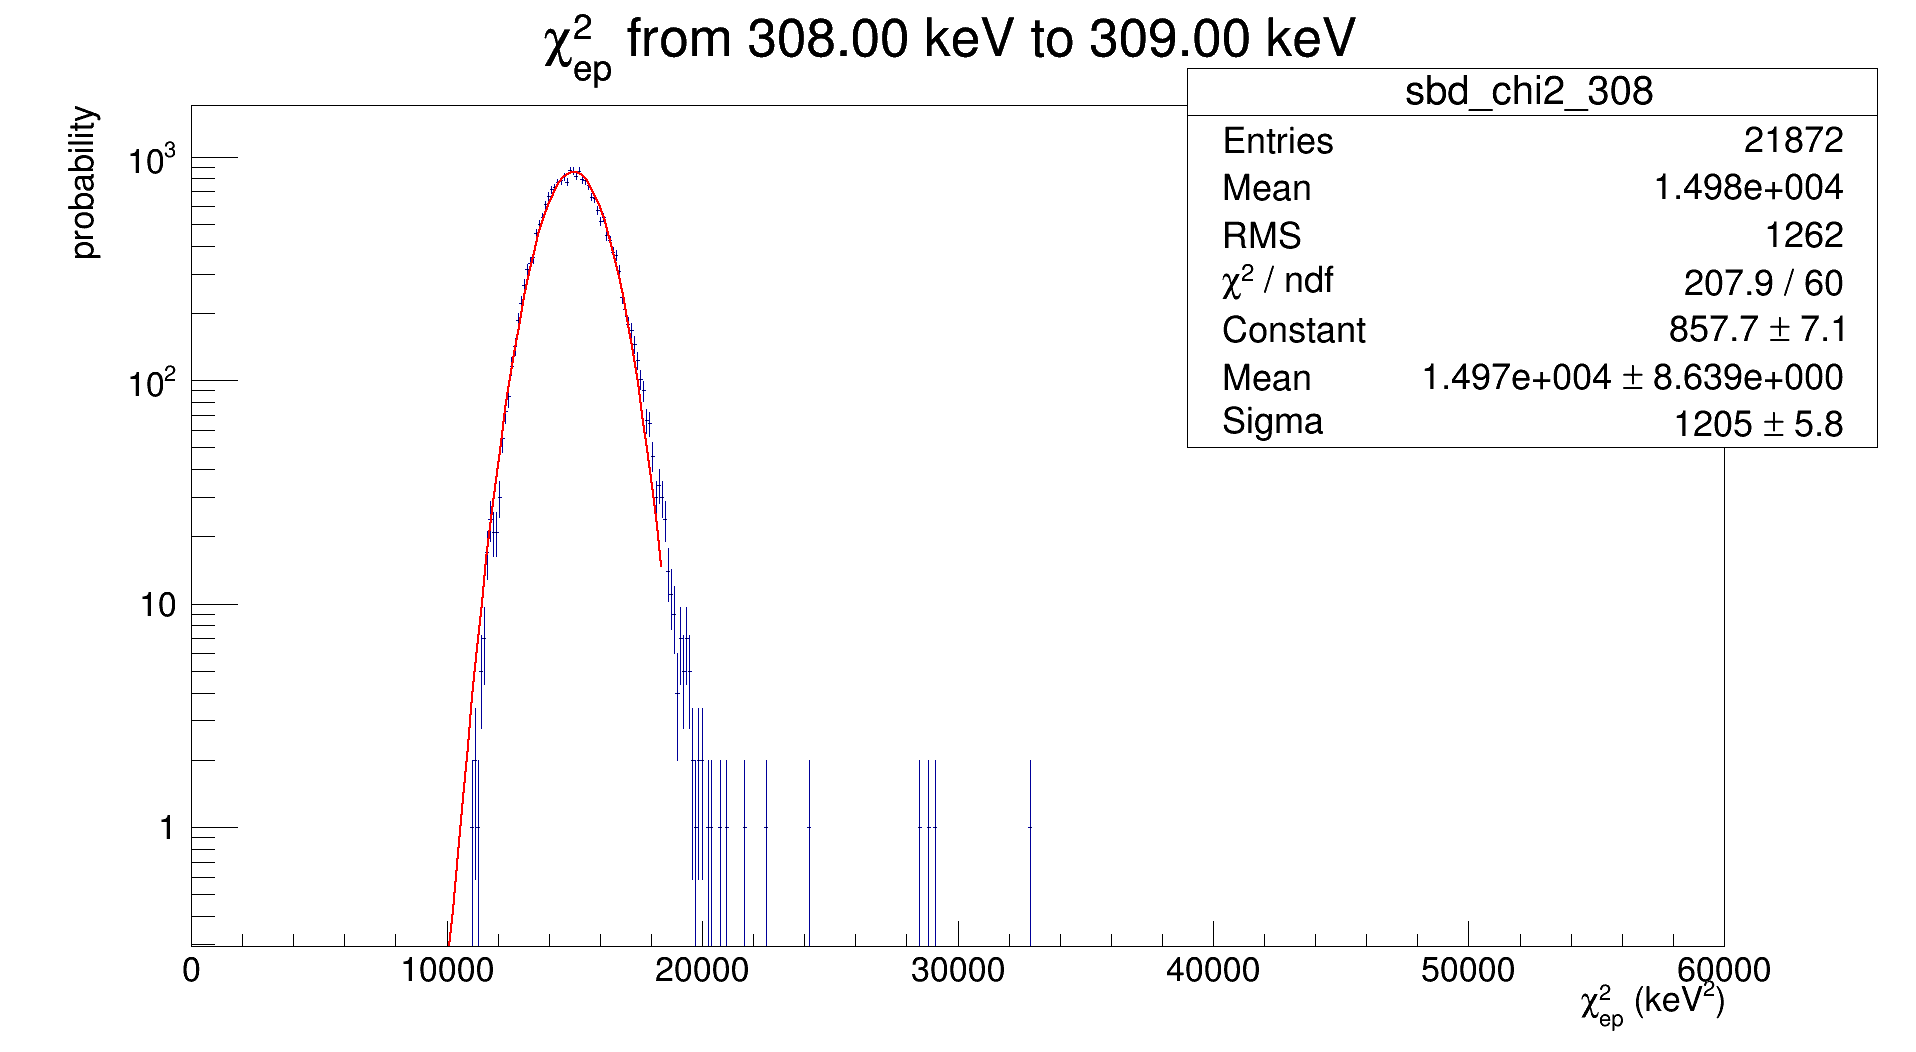 χ²ep from 308.00 keV to 309.00 keV
sbd_chi2_308
Entries 21872
Mean 1.498e+004
RMS 1262
χ² / ndf 207.9 / 60
Constant 857.7 ± 7.1
Mean 1.497e+004 ± 8.639e+000
Sigma 1205 ± 5.8
probability
10³
10²
10
1
0 10000 20000 30000 40000 50000 60000
χ²ep (keV²)